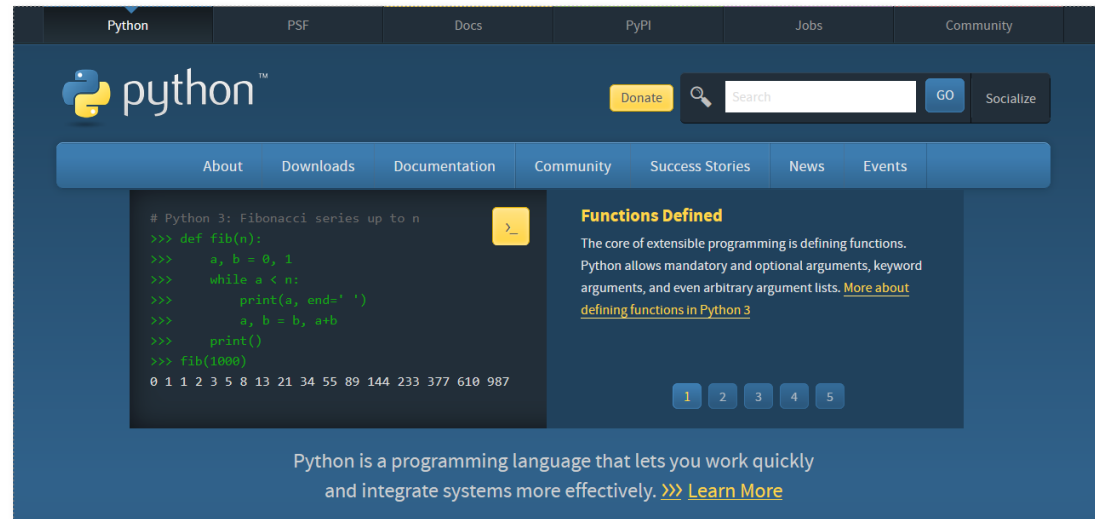 Python PSF Docs PyPI Jobs Community
python™
Donate Search GO Socialize
About Downloads Documentation Community Success Stories News Events
# Python 3: Fibonacci series up to n
>>> def fib(n):
>>>     a, b = 0, 1
>>>     while a < n:
>>>         print(a, end=' ')
>>>         a, b = b, a+b
>>>     print()
>>> fib(1000)
0 1 1 2 3 5 8 13 21 34 55 89 144 233 377 610 987
>_
Functions Defined
The core of extensible programming is defining functions.
Python allows mandatory and optional arguments, keyword
arguments, and even arbitrary argument lists. More about
defining functions in Python 3
1 2 3 4 5
Python is a programming language that lets you work quickly
and integrate systems more effectively. >>> Learn More